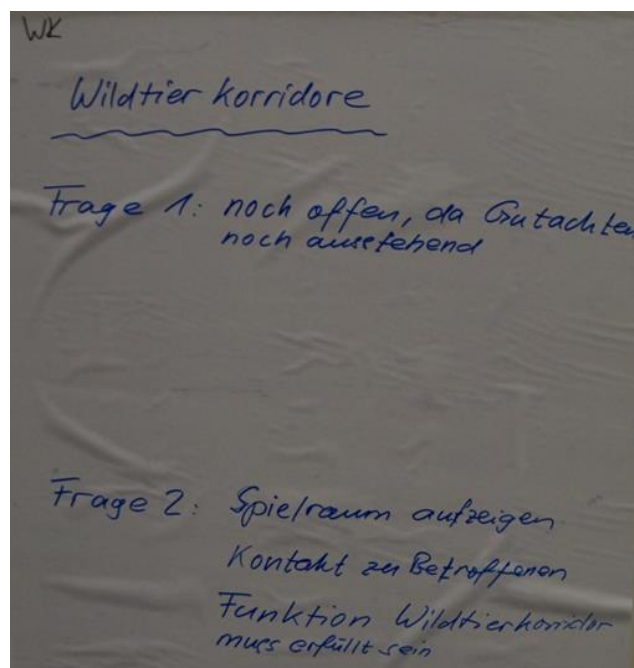 WK
Wildtier korridore
Frage 1: noch offen, da Gutachten
noch ausstehend
Frage 2: Spielraum aufzeigen
Kontakt zu Betroffenen
Funktion Wildtierkorridor
muss erfüllt sein